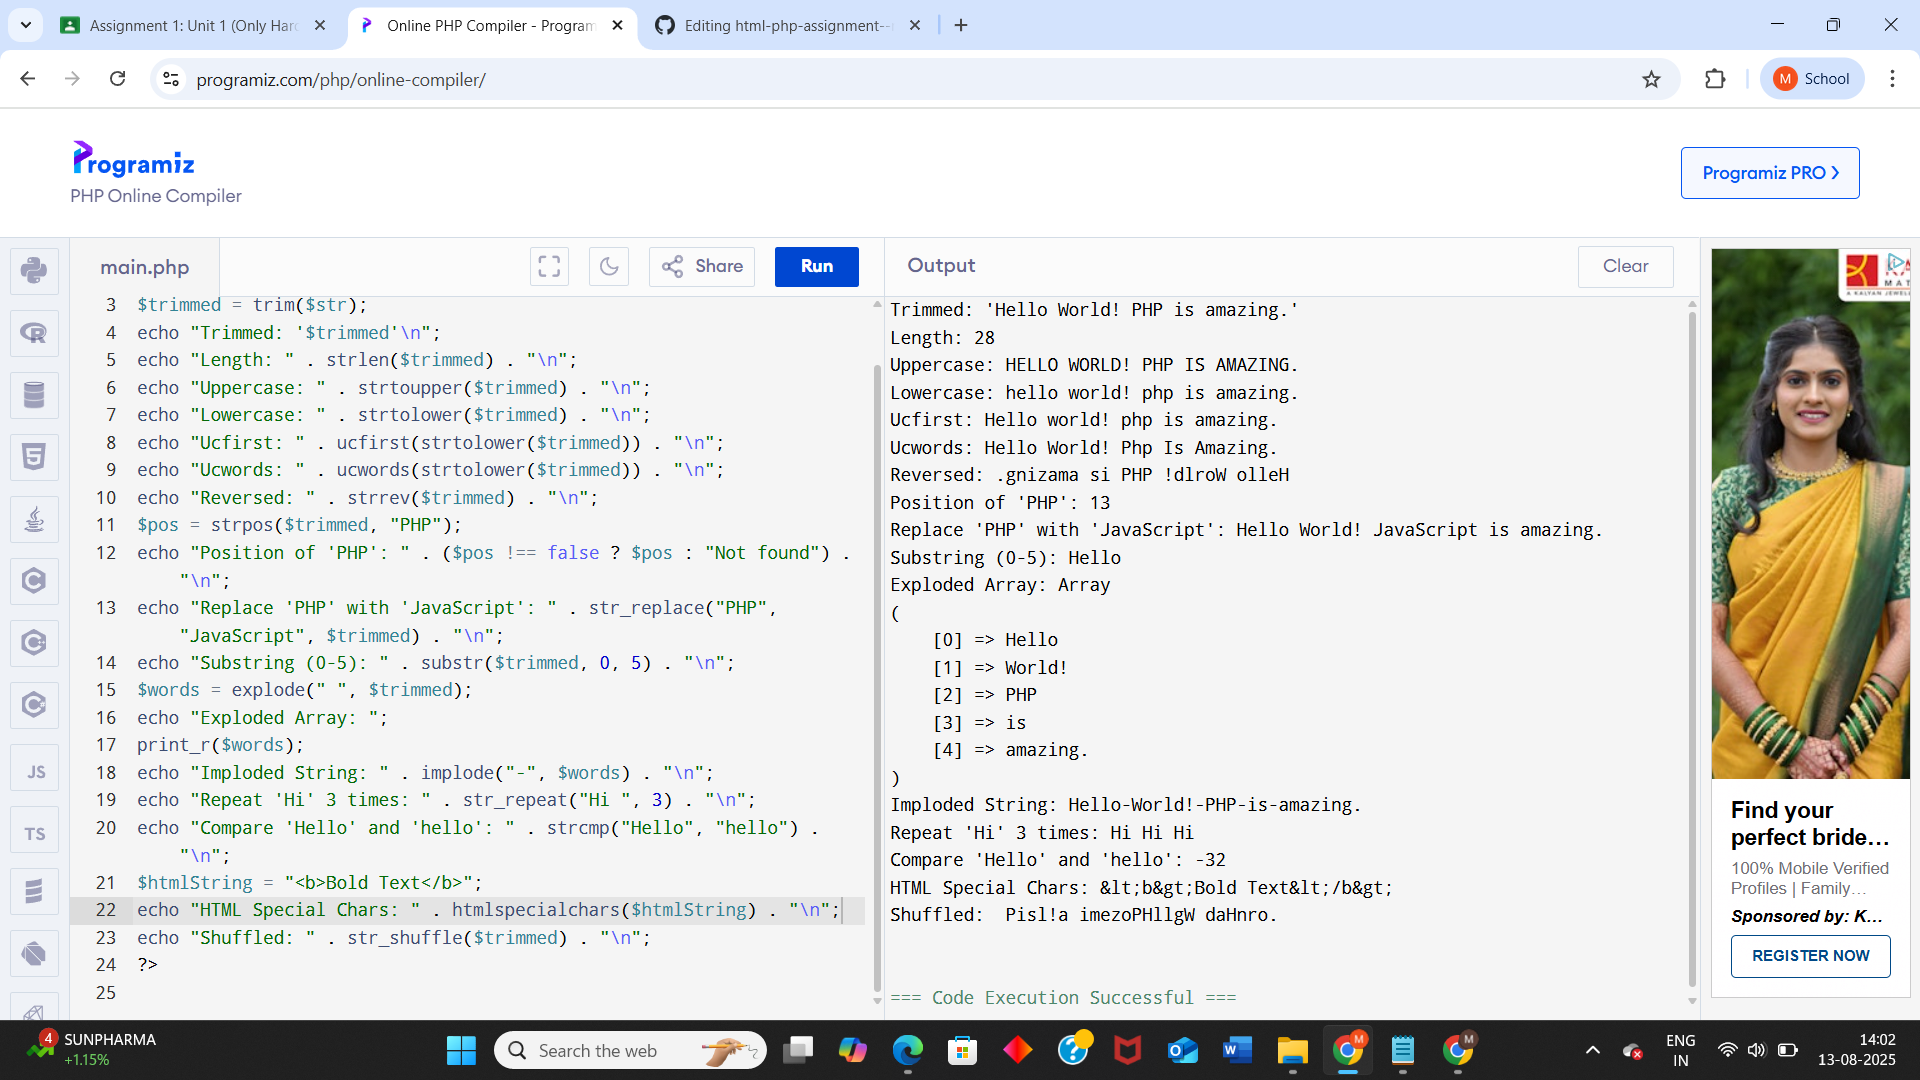 Assignment 1: Unit 1 (Only Hard
Online PHP Compiler - Program
Editing html-php-assignment--
programiz.com/php/online-compiler/
M School
Programiz
PHP Online Compiler
Programiz PRO >
main.php
Share
Run
Output
Clear
3 $trimmed = trim($str);
4 echo "Trimmed: '$trimmed'\n";
5 echo "Length: " . strlen($trimmed) . "\n";
6 echo "Uppercase: " . strtoupper($trimmed) . "\n";
7 echo "Lowercase: " . strtolower($trimmed) . "\n";
8 echo "Ucfirst: " . ucfirst(strtolower($trimmed)) . "\n";
9 echo "Ucwords: " . ucwords(strtolower($trimmed)) . "\n";
10 echo "Reversed: " . strrev($trimmed) . "\n";
11 $pos = strpos($trimmed, "PHP");
12 echo "Position of 'PHP': " . ($pos !== false ? $pos : "Not found") .
"\n";
13 echo "Replace 'PHP' with 'JavaScript': " . str_replace("PHP",
"JavaScript", $trimmed) . "\n";
14 echo "Substring (0-5): " . substr($trimmed, 0, 5) . "\n";
15 $words = explode(" ", $trimmed);
16 echo "Exploded Array: ";
17 print_r($words);
18 echo "Imploded String: " . implode("-", $words) . "\n";
19 echo "Repeat 'Hi' 3 times: " . str_repeat("Hi ", 3) . "\n";
20 echo "Compare 'Hello' and 'hello': " . strcmp("Hello", "hello") .
"\n";
21 $htmlString = "<b>Bold Text</b>";
22 echo "HTML Special Chars: " . htmlspecialchars($htmlString) . "\n";
23 echo "Shuffled: " . str_shuffle($trimmed) . "\n";
24 ?>
25
Trimmed: 'Hello World! PHP is amazing.'
Length: 28
Uppercase: HELLO WORLD! PHP IS AMAZING.
Lowercase: hello world! php is amazing.
Ucfirst: Hello world! php is amazing.
Ucwords: Hello World! Php Is Amazing.
Reversed: .gnizama si PHP !dlroW olleH
Position of 'PHP': 13
Replace 'PHP' with 'JavaScript': Hello World! JavaScript is amazing.
Substring (0-5): Hello
Exploded Array: Array
(
[0] => Hello
[1] => World!
[2] => PHP
[3] => is
[4] => amazing.
)
Imploded String: Hello-World!-PHP-is-amazing.
Repeat 'Hi' 3 times: Hi Hi Hi
Compare 'Hello' and 'hello': -32
HTML Special Chars: &lt;b&gt;Bold Text&lt;/b&gt;
Shuffled:  Pisl!a imezoPHllgW daHnro.
=== Code Execution Successful ===
JS
TS
Find your
perfect bride...
100% Mobile Verified
Profiles | Family...
Sponsored by: K...
REGISTER NOW
4
SUNPHARMA
+1.15%
Search the web
ENG
IN
14:02
13-08-2025